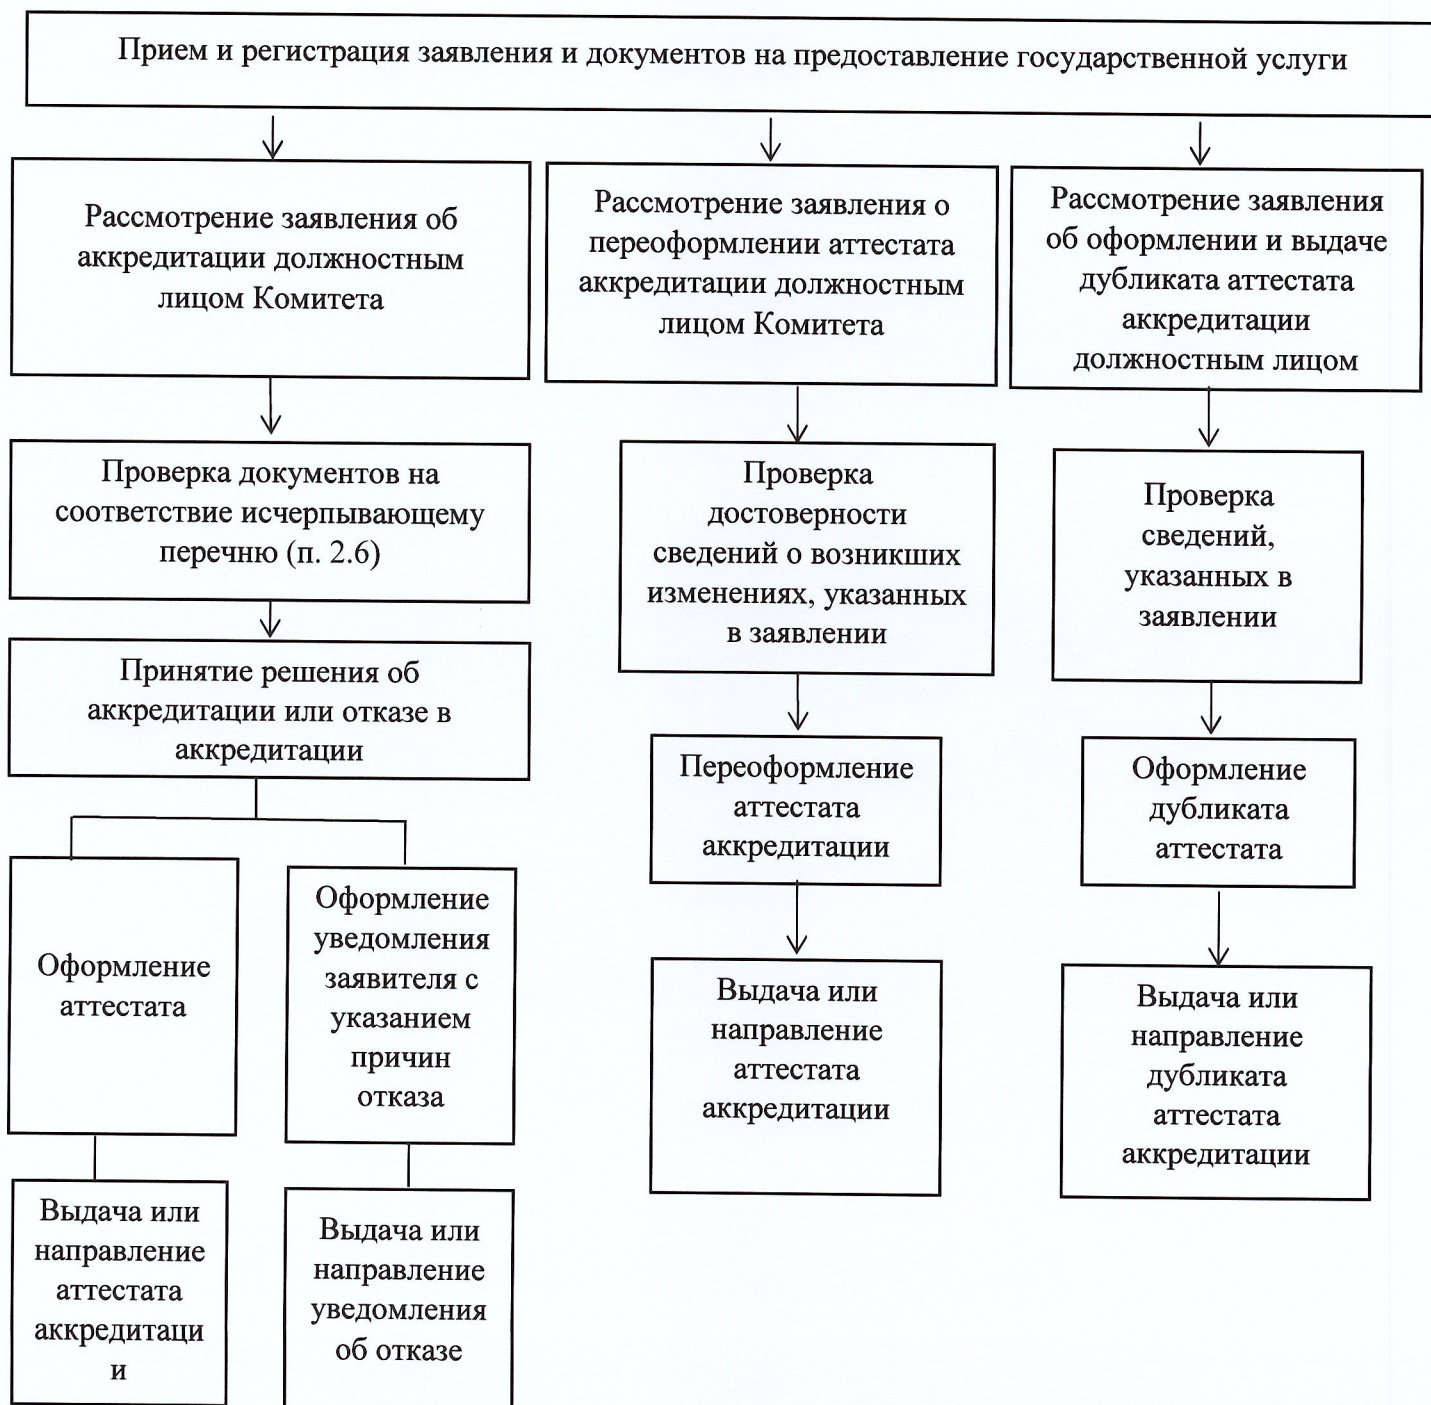 Прием и регистрация заявления и документов на предоставление государственной услуги
Рассмотрение заявления об
аккредитации должностным
лицом Комитета
Рассмотрение заявления о
переоформлении аттестата
аккредитации должностным
лицом Комитета
Рассмотрение заявления
об оформлении и выдаче
дубликата аттестата
аккредитации
должностным лицом
Проверка документов на
соответствие исчерпывающему
перечню (п. 2.6)
Проверка
достоверности
сведений о возникших
изменениях, указанных
в заявлении
Проверка
сведений,
указанных в
заявлении
Принятие решения об
аккредитации или отказе в
аккредитации
Переоформление
аттестата
аккредитации
Оформление
дубликата
аттестата
Оформление
аттестата
Оформление
уведомления
заявителя с
указанием
причин
отказа
Выдача или
направление
аттестата
аккредитации
Выдача или
направление
дубликата
аттестата
аккредитации
Выдача или
направление
аттестата
аккредитаци
и
Выдача или
направление
уведомления
об отказе